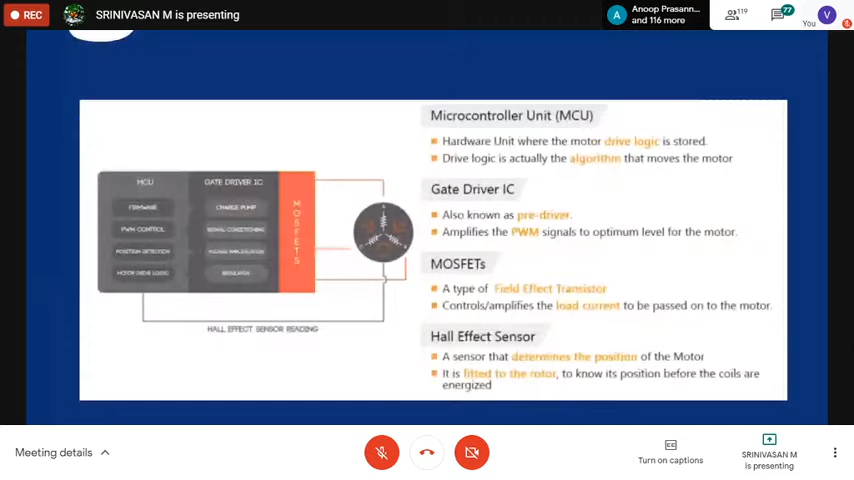 REC
SRINIVASAN M is presenting
A
Anoop Prasann...
and 116 more
119
77
You
V
Microcontroller Unit (MCU)
Hardware Unit where the motor drive logic is stored.
Drive logic is actually the algorithm that moves the motor
Gate Driver IC
Also known as pre-driver.
Amplifies the PWM signals to optimum level for the motor.
MOSFETs
A type of Field Effect Transistor
Controls/amplifies the load current to be passed on to the motor.
Hall Effect Sensor
A sensor that determines the position of the Motor
It is fitted to the rotor, to know its position before the coils are
energized
MCU
FIRMWARE
PWM CONTROL
POSITION DETECTION
MOTOR DRIVE LOGIC
GATE DRIVER IC
CHARGE PUMP
SIGNAL CONDITIONING
REGULATOR
MOSFETS
HALL EFFECT SENSOR READING
Meeting details
Turn on captions
SRINIVASAN M
is presenting